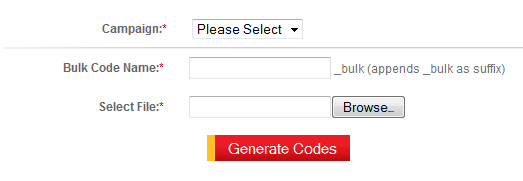 Campaign:* Please Select
Bulk Code Name:* _bulk (appends _bulk as suffix)
Select File:* Browse...
Generate Codes